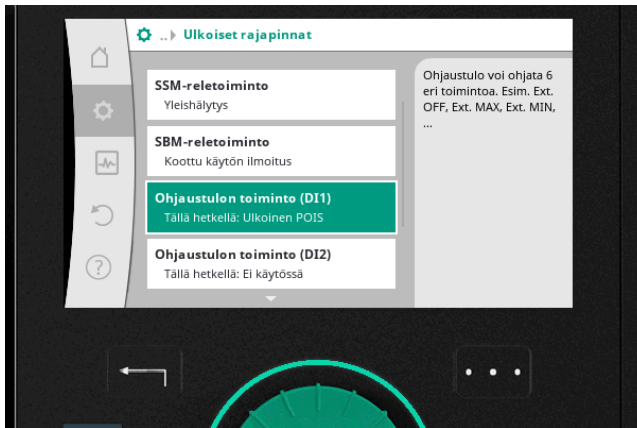 ..▶ Ulkoiset rajapinnat
SSM-reletoiminto
Yleishälytys
SBM-reletoiminto
Koottu käytön ilmoitus
Ohjaustulon toiminto (DI1)
Tällä hetkellä: Ulkoinen POIS
Ohjaustulon toiminto (DI2)
Tällä hetkellä: Ei käytössä
Ohjaustulo voi ohjata 6
eri toimintoa. Esim. Ext.
OFF, Ext. MAX, Ext. MIN,
...
?